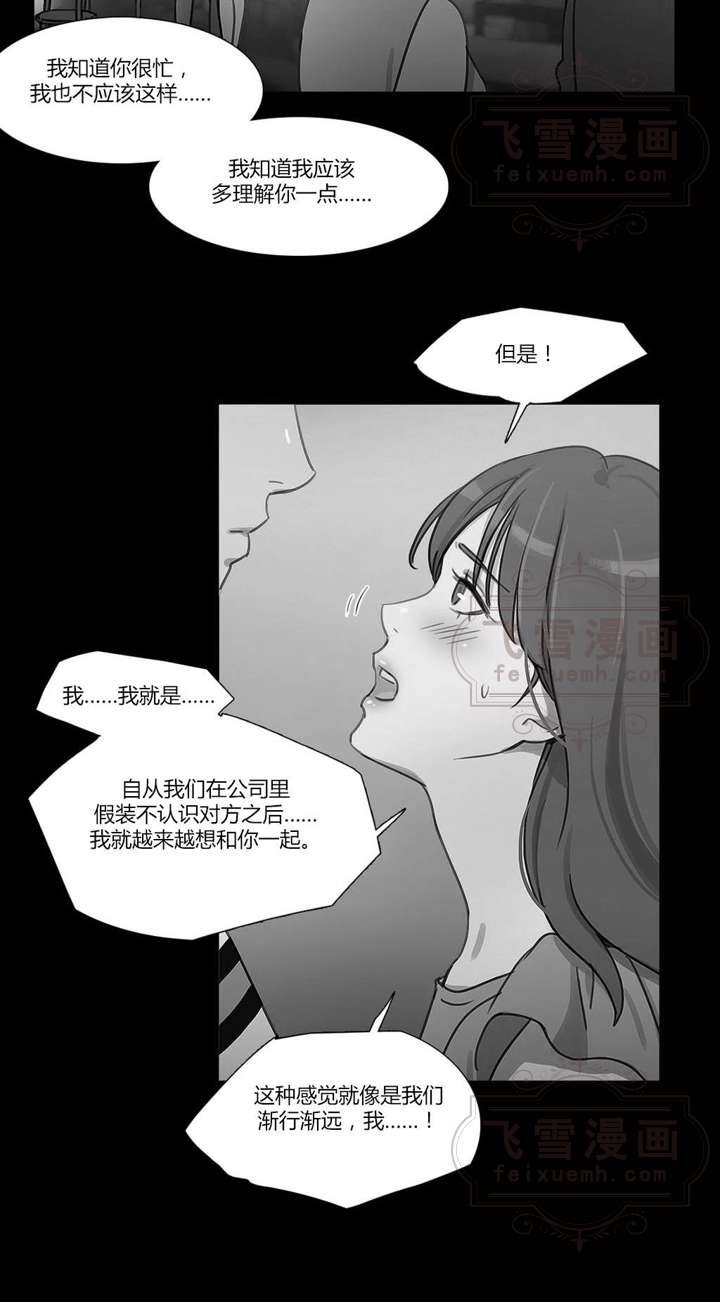 我知道你很忙，
我也不应该这样……
飞雪漫画
feixuemh.com
我知道我应该
多理解你一点……
但是！
飞雪漫画
feixuemh.com
我……我就是……
自从我们在公司里
假装不认识对方之后……
我就越来越想和你一起。
这种感觉就像是我们
渐行渐远，我……！
飞雪漫画
feixuemh.com